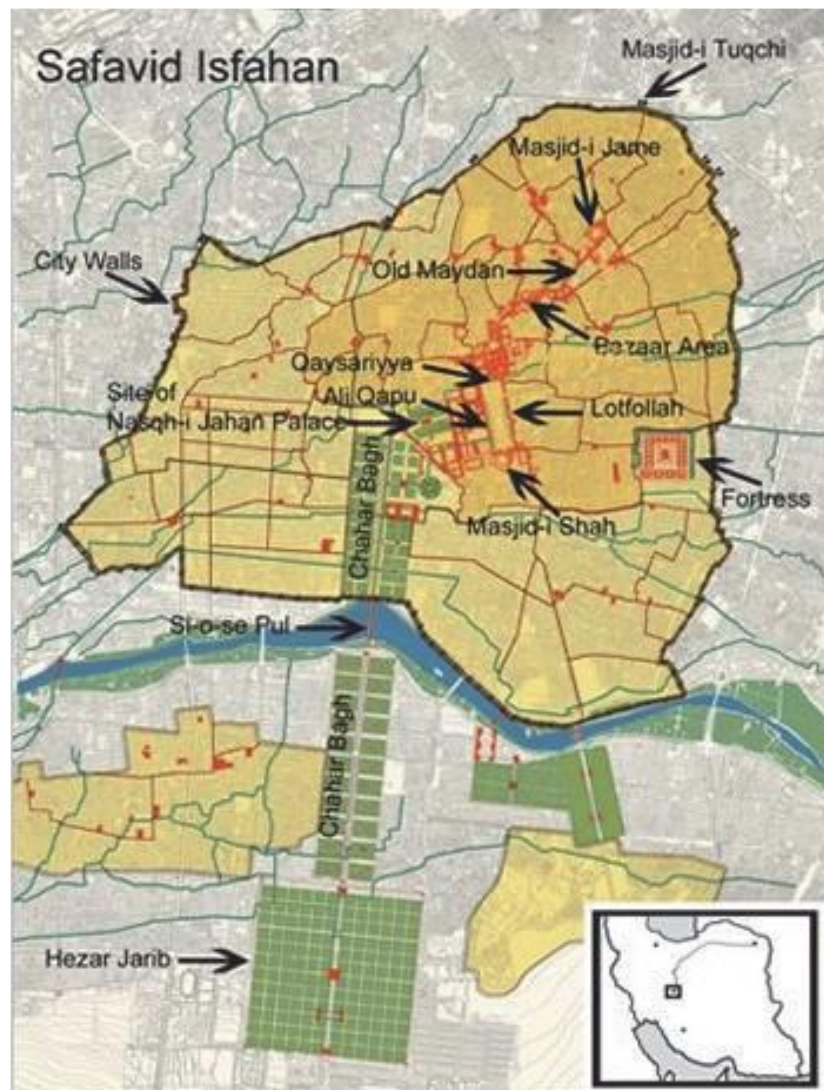 Safavid Isfahan
Masjid-i Tuqchi
Masjid-i Jame
City Walls
Old Maydan
Bazaar Area
Qaysariyya
Site of
Nasqh-i Jahan Palace
Ali Qapu
Lotfollah
Fortress
Chahar Bagh
Masjid-i Shah
Si-o-se Pul
Chahar Bagh
Hezar Jarib